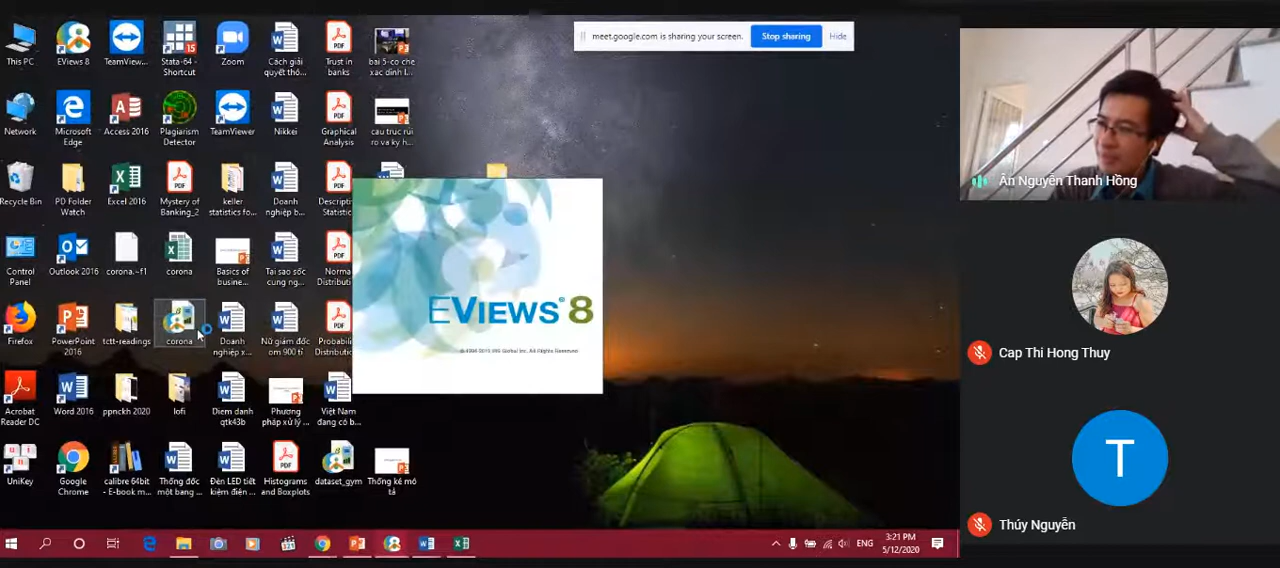 meet.google.com is sharing your screen.
Stop sharing
Hide
This PC
EViews 8
TeamView...
Stata-64 -
Shortcut
Zoom
Cách giải
quyết thô...
Trust in
banks
bai 5-co che
xac dinh l...
Network
Microsoft
Edge
Access 2016
Plagiarism
Detector
TeamViewer
Nikkei
Graphical
Analysis
cau truc rui
ro va ky h...
Recycle Bin
PD Folder
Watch
Excel 2016
Mystery of
Banking_2
keller
statistics fo...
Doanh
nghiệp b...
Descript
Statistic
Control
Panel
Outlook 2016
corona.~f1
corona
Basics of
busine...
Tại sao sốc
cung ng...
Norma
Distributi
Firefox
PowerPoint
2016
tctt-readings
corona
Doanh
nghiệp x...
Nữ giám đốc
ôm 900 tỉ
Probabili
Distributi
Acrobat
Reader DC
Word 2016
ppnckh 2020
lofi
Diem danh
qtk43b
Phương
pháp xử lý ...
Việt Nam
đang có b...
UniKey
Google
Chrome
calibre 64bit
- E-book m...
Thống đốc
một bang ...
Đèn LED tiết
kiệm điện ...
Histograms
and Boxplots
dataset_gym
Thống kê mô
tả
EVIEWS 8
Ân Nguyễn Thanh Hồng
Cap Thi Hong Thuy
T
Thúy Nguyễn
ENG
3:21 PM
5/12/2020